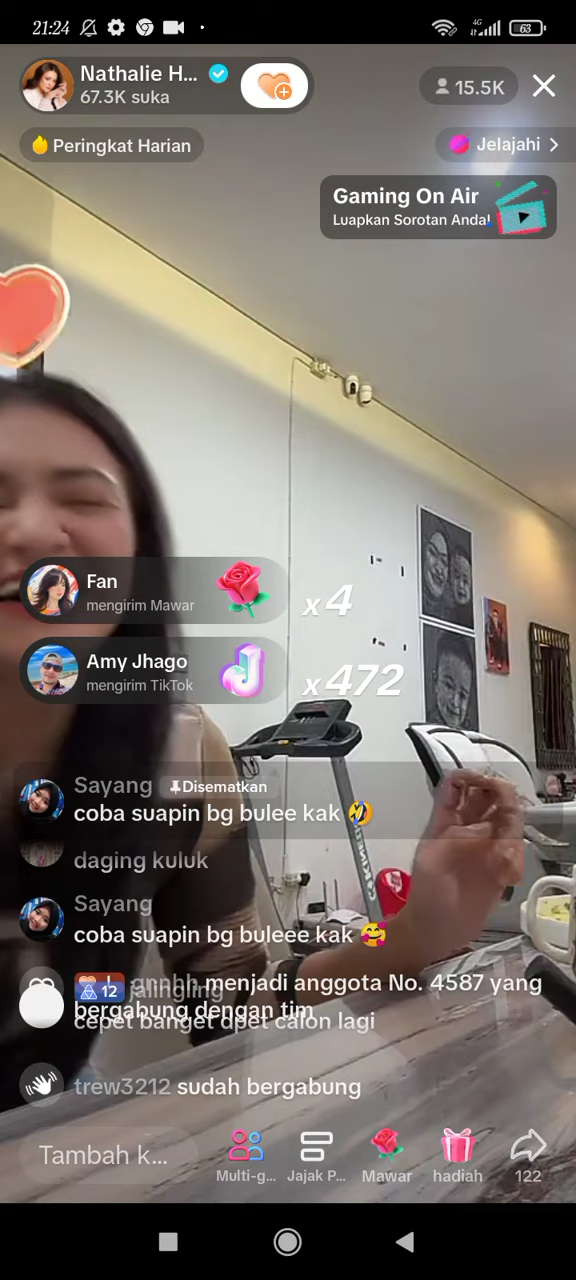 21:24
4G
63
Nathalie H...
67.3K suka
15.5K
Peringkat Harian
Jelajahi
Gaming On Air
Luapkan Sorotan Anda!
Fan
mengirim Mawar
x4
Amy Jhago
mengirim TikTok
x472
Sayang Disematkan
coba suapin bg bulee kak 🤣
daging kuluk
Sayang
coba suapin bg buleee kak 🥰
menjadi anggota No. 4587 yang
12 jalingling
bergabung dengan tim
cepet banget dpet calon lagi
trew3212 sudah bergabung
Tambah k...
Multi-g...
Jajak P...
Mawar
hadiah
122